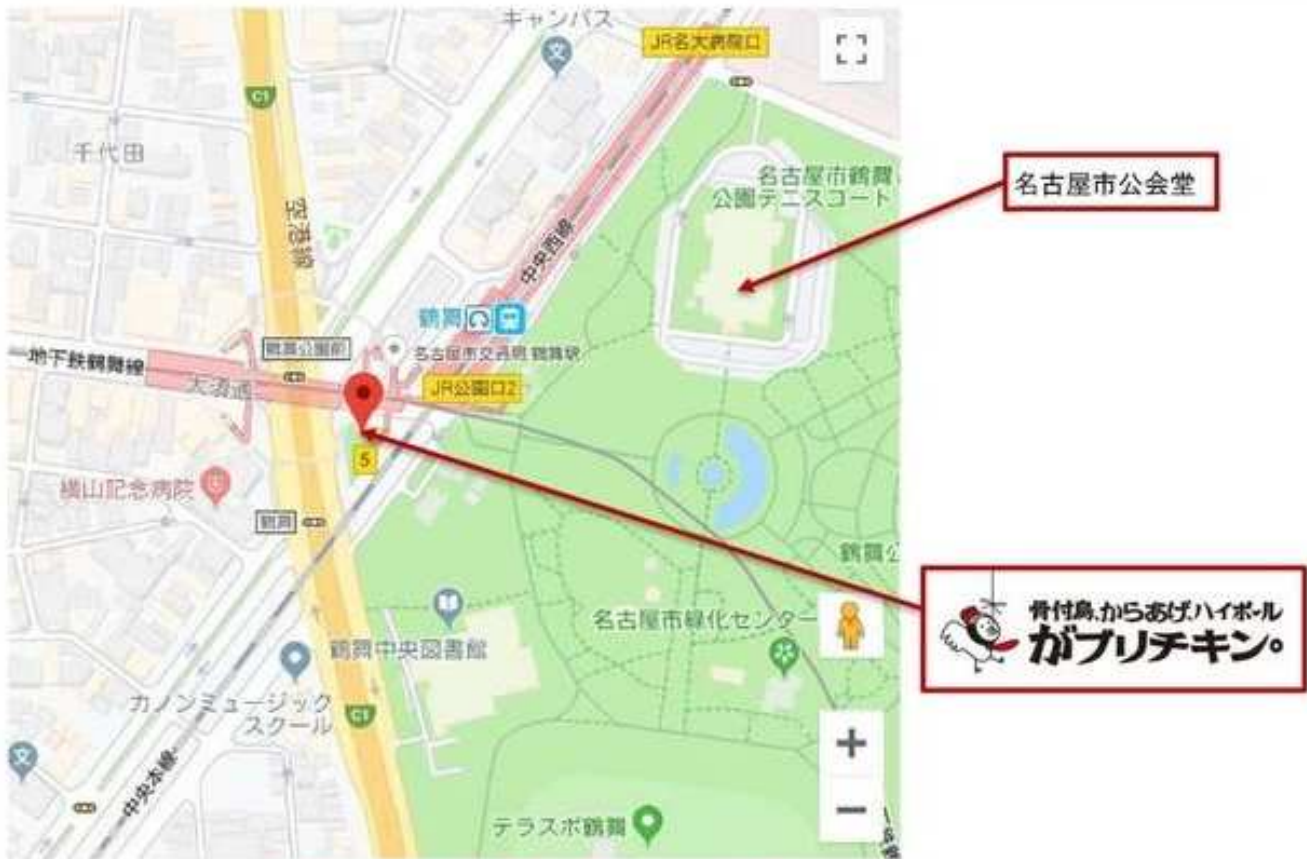 キャンパス
JR名大病院口
C1
千代田
空港線
名古屋市鶴舞
公園テニスコート
名古屋市公会堂
中央西線
鶴舞
鶴舞公園前
名古屋市交通局 鶴舞駅
地下鉄鶴舞線
大須通
JR公園口2
5
横山記念病院
鶴舞
鶴舞公
名古屋市緑化センター
骨付鳥、からあげ、ハイボール
がブリチキン。
鶴舞中央図書館
カノンミュージック
スクール
C1
中央本線
テラスポ鶴舞